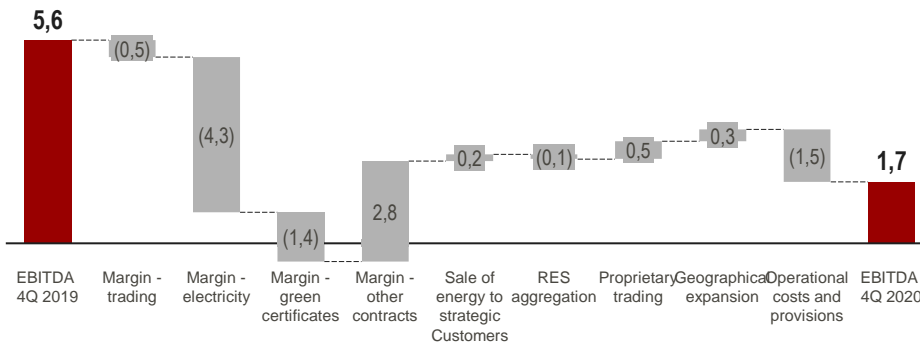 5,6
(0,5)
(4,3)
(1,4)
2,8
0,2
(0,1)
0,5
0,3
(1,5)
1,7
EBITDA
4Q 2019
Margin -
trading
Margin -
electricity
Margin -
green
certificates
Margin -
other
contracts
Sale of
energy to
strategic
Customers
RES
aggregation
Proprietary
trading
Geographical
expansion
Operational
costs and
provisions
EBITDA
4Q 2020